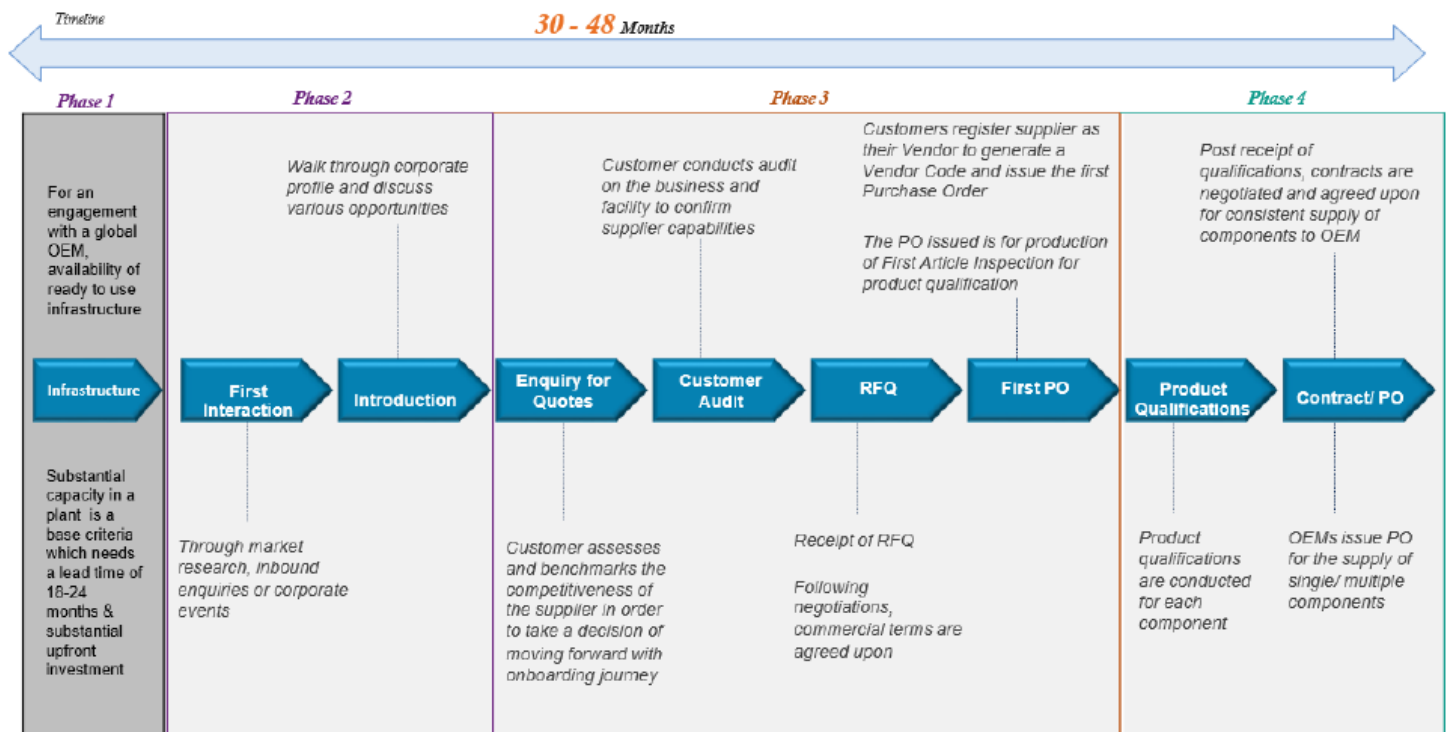 Timeline
30 - 48 Months
Phase 1
Phase 2
Phase 3
Phase 4
For an
engagement
with a global
OEM,
availability of
ready to use
infrastructure
Walk through corporate
profile and discuss
various opportunities
Customer conducts audit
on the business and
facility to confirm
supplier capabilities
Customers register supplier as
their Vendor to generate a
Vendor Code and issue the first
Purchase Order
The PO issued is for production
of First Article Inspection for
product qualification
Post receipt of
qualifications, contracts are
negotiated and agreed upon
for consistent supply of
components to OEM
Infrastructure
First
Interaction
Introduction
Enquiry for
Quotes
Customer
Audit
RFQ
First PO
Product
Qualifications
Contract/ PO
Substantial
capacity in a
plant is a
base criteria
which needs
a lead time of
18-24
months &
substantial
upfront
investment
Through market
research, inbound
enquiries or corporate
events
Customer assesses
and benchmarks the
competitiveness of
the supplier in order
to take a decision of
moving forward with
onboarding journey
Receipt of RFQ
Following
negotiations,
commercial terms are
agreed upon
Product
qualifications
are conducted
for each
component
OEMs issue PO
for the supply of
single/ multiple
components